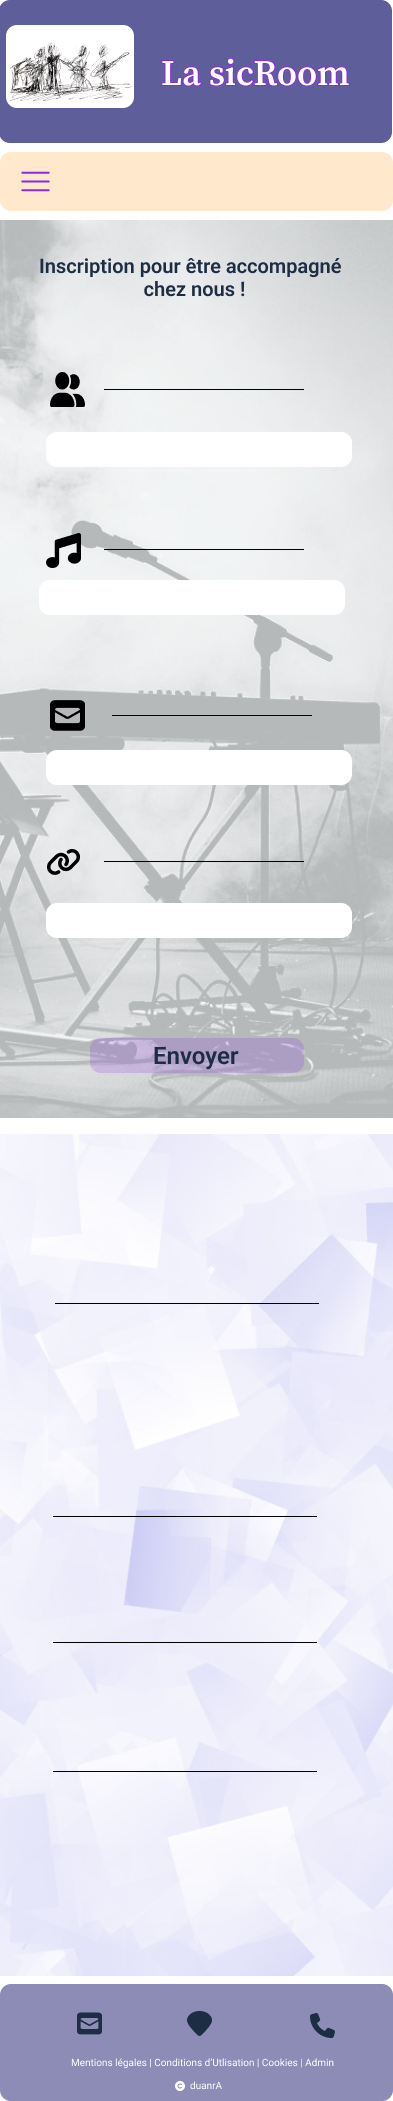 La sicRoom
Inscription pour être accompagné
chez nous !
Envoyer
Mentions légales | Conditions d'Utlisation | Cookies | Admin
© duanrA